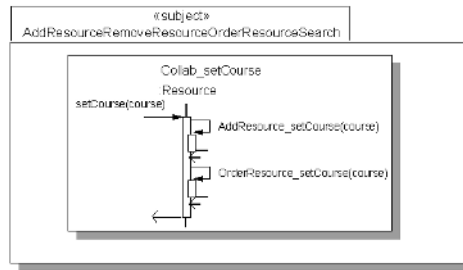 «subject»
AddResourceRemoveResourceOrderResourceSearch
Collab_setCourse
:Resource
setCourse(course)
AddResource_setCourse(course)
OrderResource_setCourse(course)